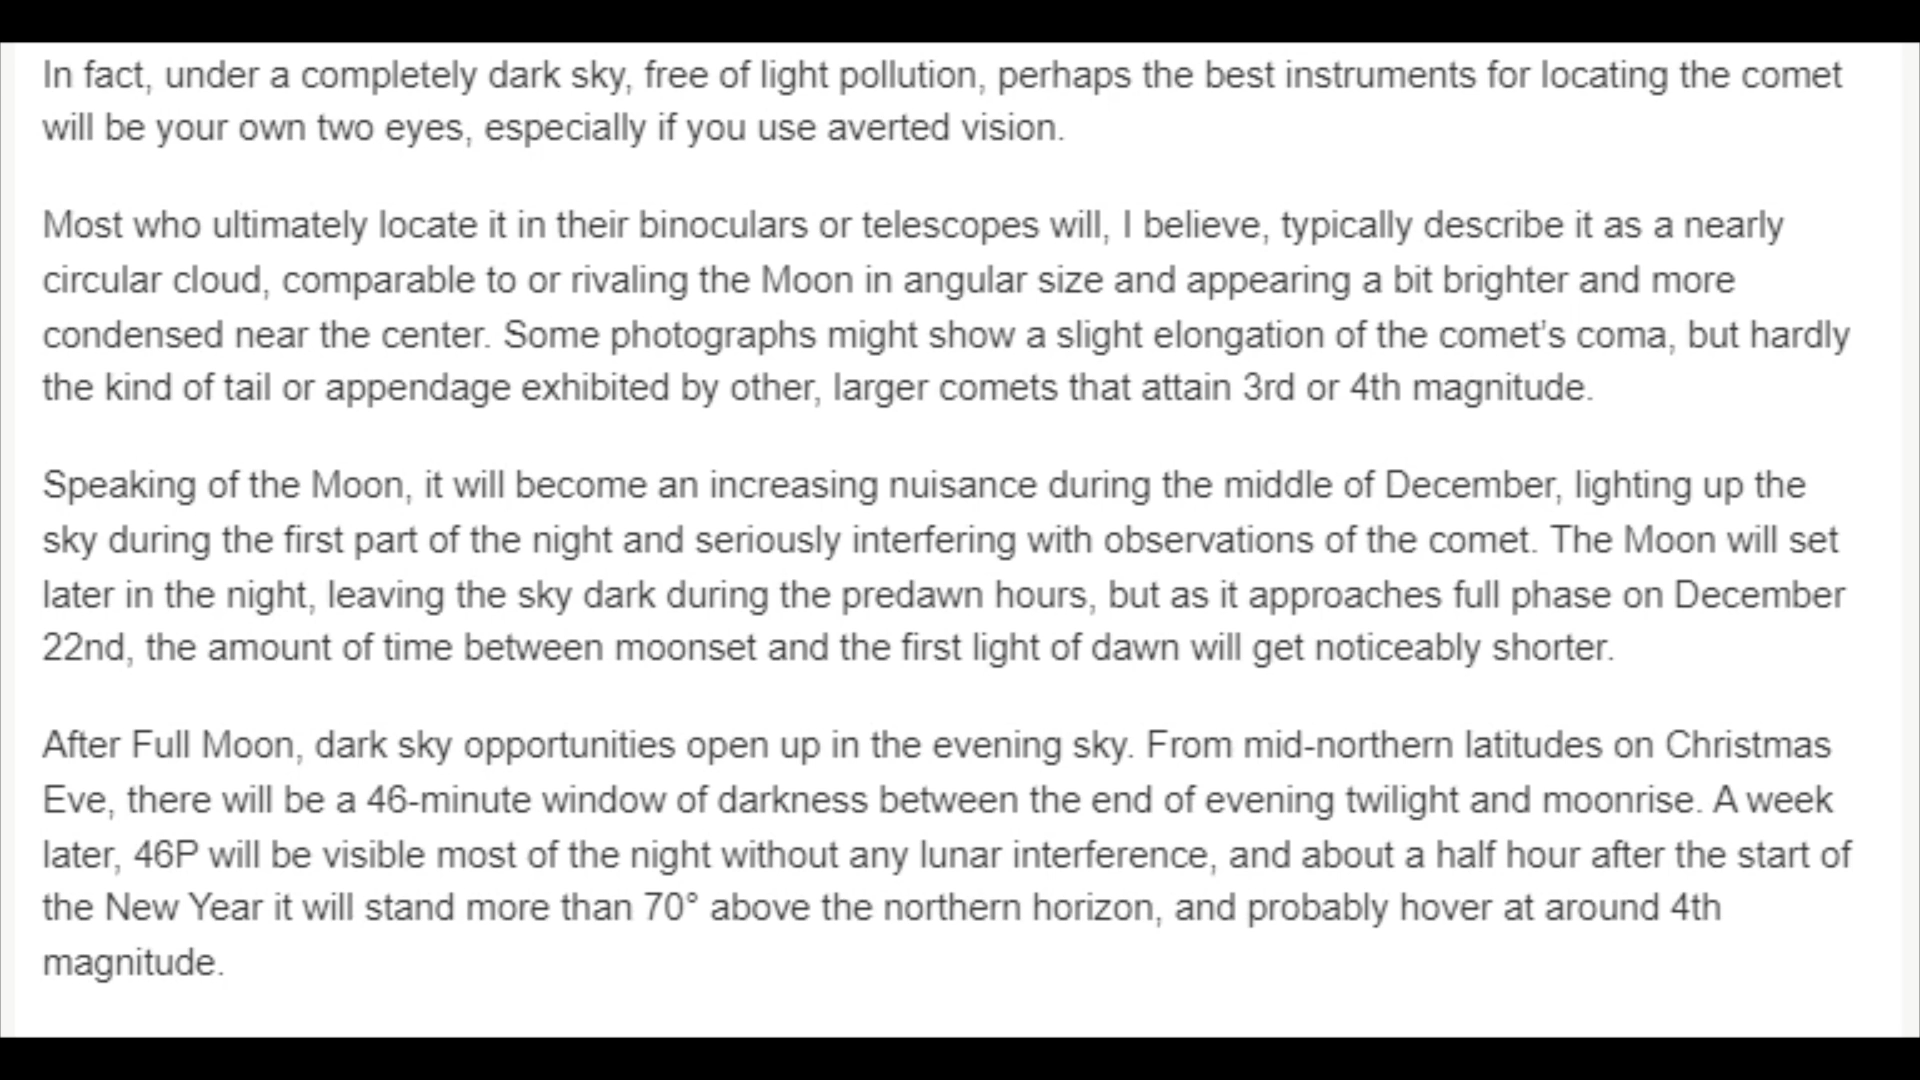 In fact, under a completely dark sky, free of light pollution, perhaps the best instruments for locating the comet
will be your own two eyes, especially if you use averted vision.
Most who ultimately locate it in their binoculars or telescopes will, I believe, typically describe it as a nearly
circular cloud, comparable to or rivaling the Moon in angular size and appearing a bit brighter and more
condensed near the center. Some photographs might show a slight elongation of the comet’s coma, but hardly
the kind of tail or appendage exhibited by other, larger comets that attain 3rd or 4th magnitude.
Speaking of the Moon, it will become an increasing nuisance during the middle of December, lighting up the
sky during the first part of the night and seriously interfering with observations of the comet. The Moon will set
later in the night, leaving the sky dark during the predawn hours, but as it approaches full phase on December
22nd, the amount of time between moonset and the first light of dawn will get noticeably shorter.
After Full Moon, dark sky opportunities open up in the evening sky. From mid-northern latitudes on Christmas
Eve, there will be a 46-minute window of darkness between the end of evening twilight and moonrise. A week
later, 46P will be visible most of the night without any lunar interference, and about a half hour after the start of
the New Year it will stand more than 70° above the northern horizon, and probably hover at around 4th
magnitude.